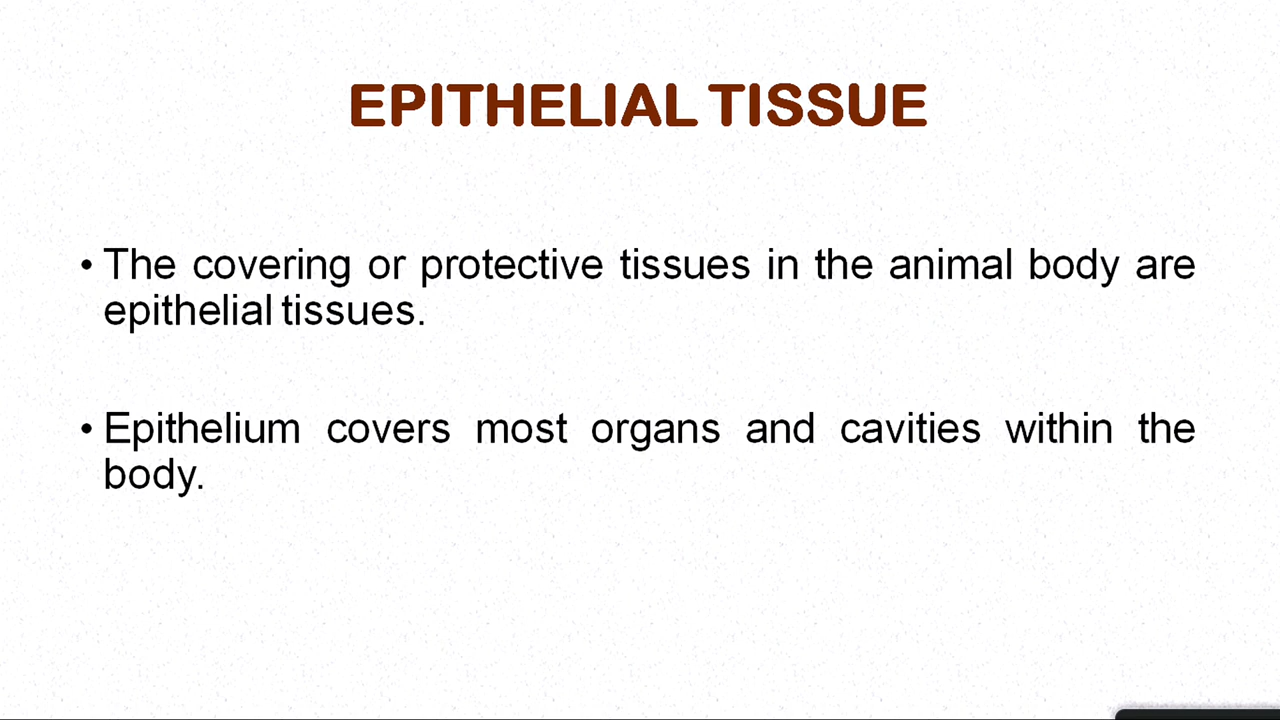 EPITHELIAL TISSUE
• The covering or protective tissues in the animal body are
epithelial tissues.
• Epithelium covers most organs and cavities within the
body.